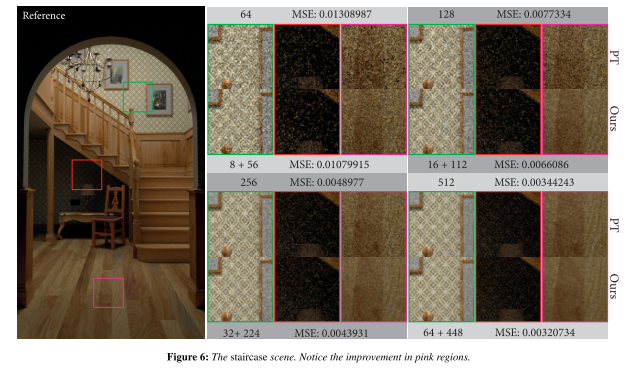 Reference
64 MSE: 0.01308987
128 MSE: 0.0077334
PT
Ours
8 + 56 MSE: 0.01079915
16 + 112 MSE: 0.0066086
256 MSE: 0.0048977
512 MSE: 0.00344243
PT
Ours
32+ 224 MSE: 0.0043931
64 + 448 MSE: 0.00320734
Figure 6: The staircase scene. Notice the improvement in pink regions.